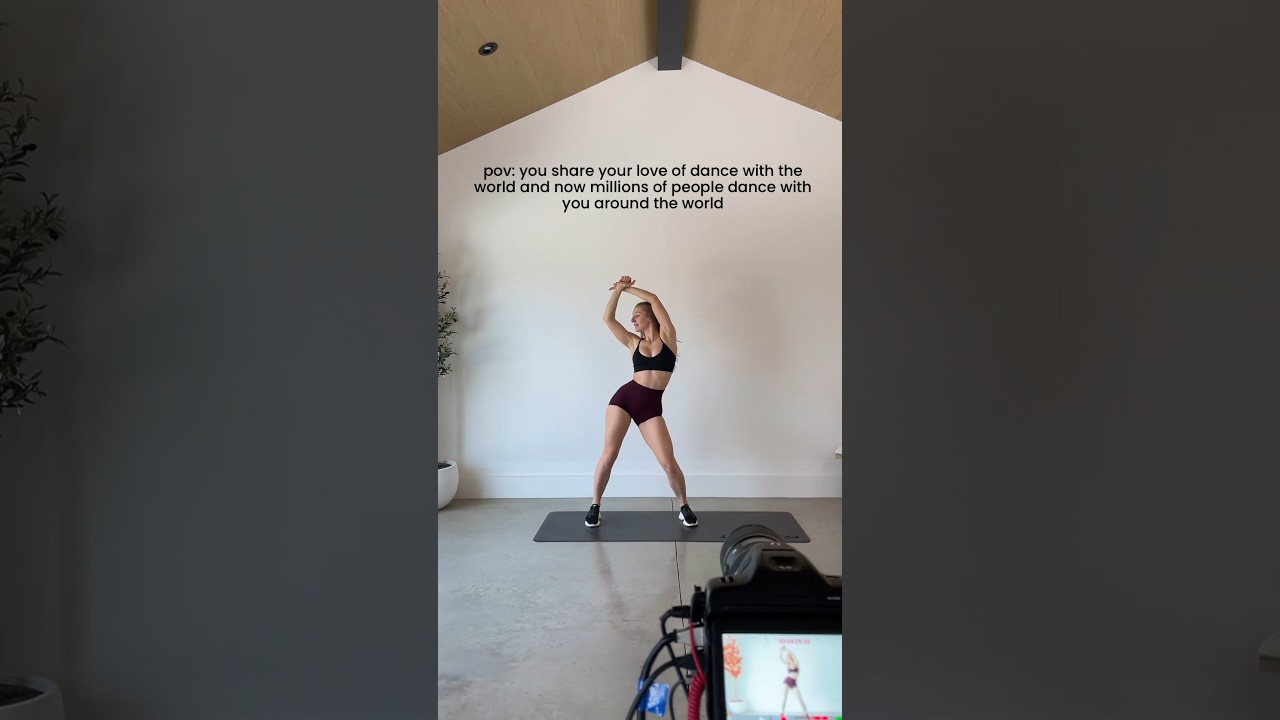 pov: you share your love of dance with the
world and now millions of people dance with
you around the world